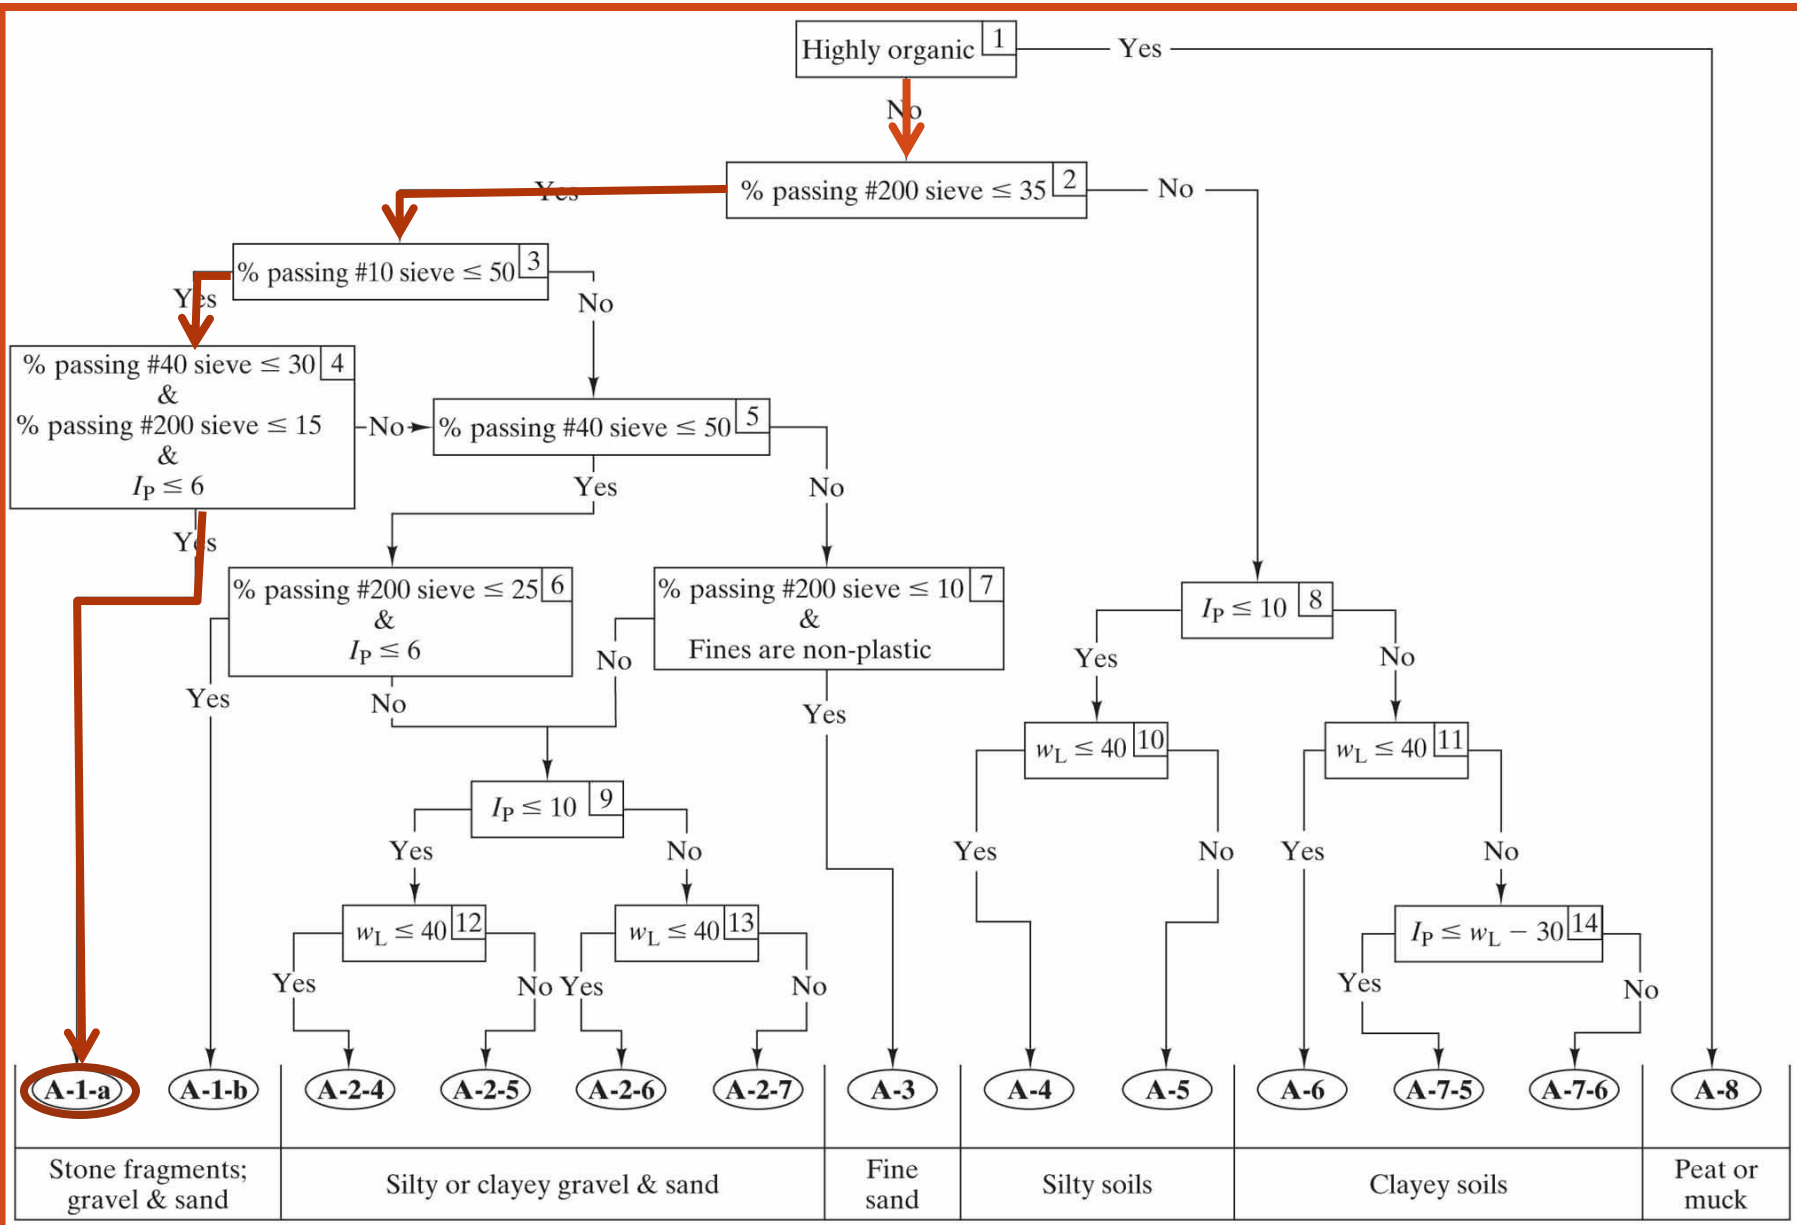 Highly organic 1
Yes
No
% passing #200 sieve ≤ 35 2
Yes
No
% passing #10 sieve ≤ 50 3
Yes
No
% passing #40 sieve ≤ 30 4
&
% passing #200 sieve ≤ 15
&
IP ≤ 6
No
% passing #40 sieve ≤ 50 5
Yes
Yes
No
% passing #200 sieve ≤ 25 6
&
IP ≤ 6
% passing #200 sieve ≤ 10 7
&
Fines are non-plastic
IP ≤ 10 8
Yes
No
No
Yes
No
Yes
Yes
No
wL ≤ 40 10
wL ≤ 40 11
IP ≤ 10 9
Yes
No
Yes
No
Yes
No
wL ≤ 40 12
wL ≤ 40 13
IP ≤ wL − 30 14
Yes
No
Yes
No
Yes
No
A-1-a
A-1-b
A-2-4
A-2-5
A-2-6
A-2-7
A-3
A-4
A-5
A-6
A-7-5
A-7-6
A-8
Stone fragments;
gravel & sand
Silty or clayey gravel & sand
Fine
sand
Silty soils
Clayey soils
Peat or
muck